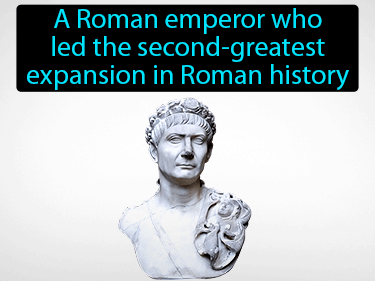 A Roman emperor who
led the second-greatest
expansion in Roman history